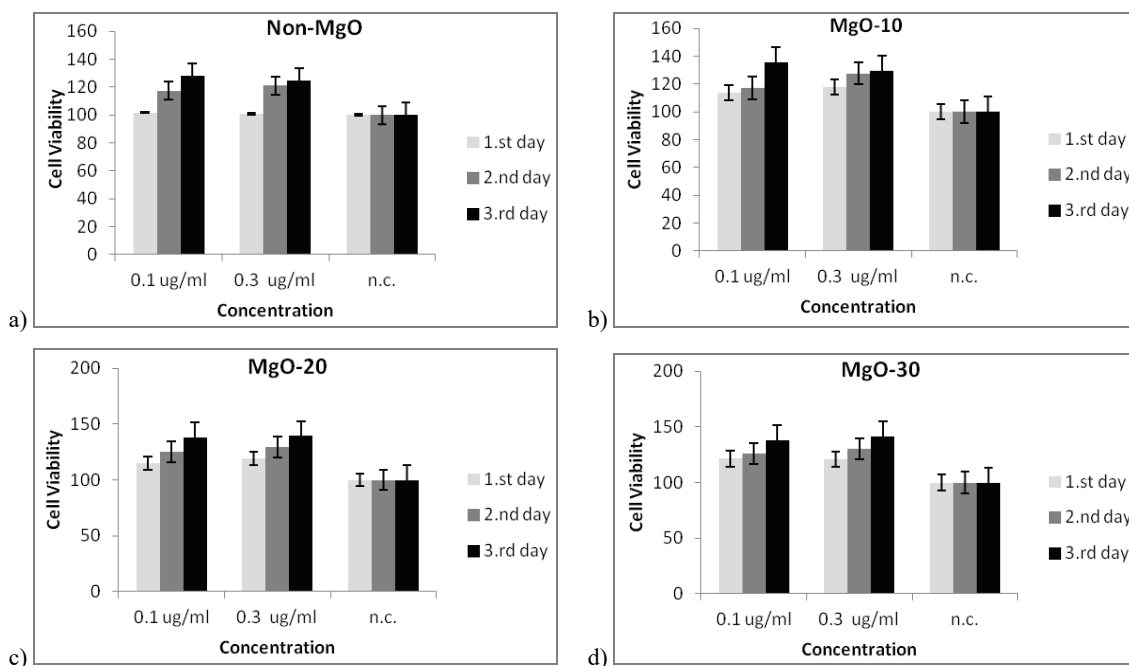 Non-MgO
160
140
120
100
80
60
40
20
0
Cell Viability
0.1 ug/ml
0.3 ug/ml
n.c.
Concentration
1.st day
2.nd day
3.rd day
a)
MgO-10
160
140
120
100
80
60
40
20
0
Cell Viability
0.1 ug/ml
0.3 ug/ml
n.c.
Concentration
1.st day
2.nd day
3.rd day
b)
MgO-20
200
150
100
50
0
Cell Viability
0.1 ug/ml
0.3 ug/ml
n.c.
Concentration
1.st day
2.nd day
3.rd day
c)
MgO-30
200
150
100
50
0
Cell Viability
0.1 ug/ml
0.3 ug/ml
n.c.
Concentration
1.st day
2.nd day
3.rd day
d)